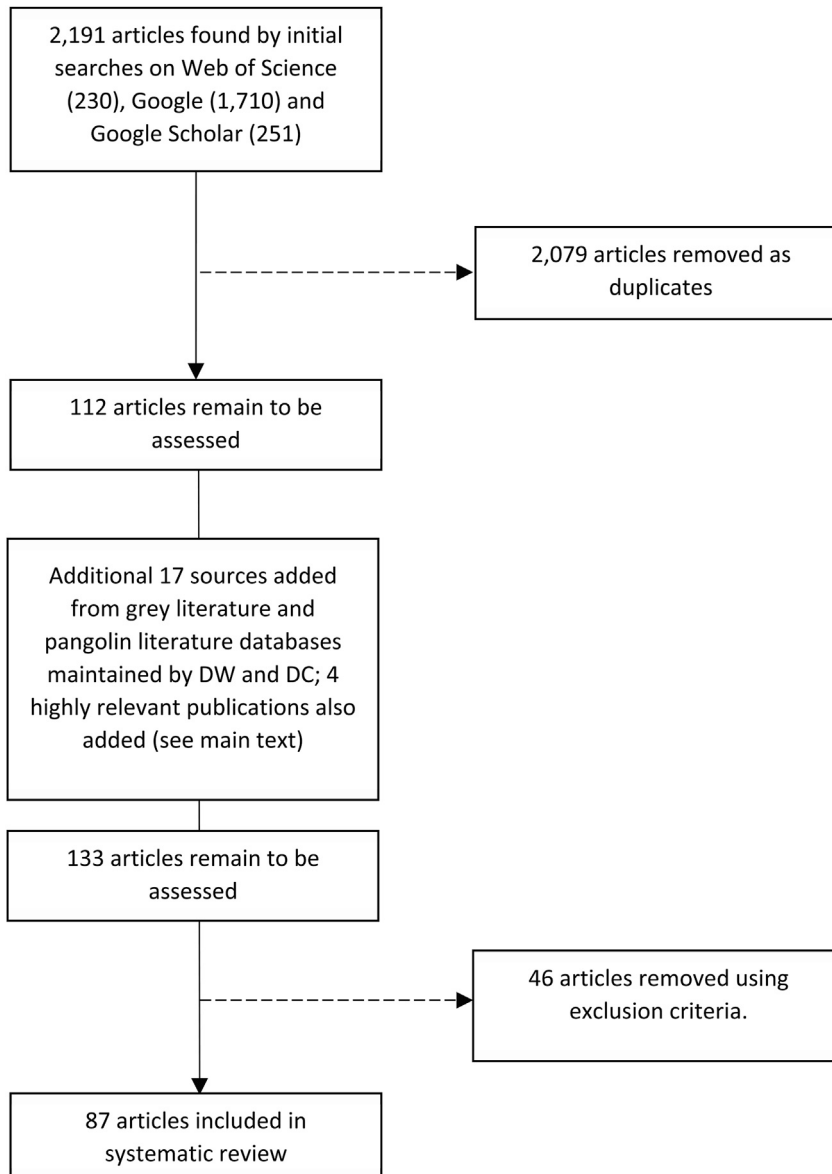 2,191 articles found by initial
searches on Web of Science
(230), Google (1,710) and
Google Scholar (251)
2,079 articles removed as
duplicates
112 articles remain to be
assessed
Additional 17 sources added
from grey literature and
pangolin literature databases
maintained by DW and DC; 4
highly relevant publications also
added (see main text)
133 articles remain to be
assessed
46 articles removed using
exclusion criteria.
87 articles included in
systematic review